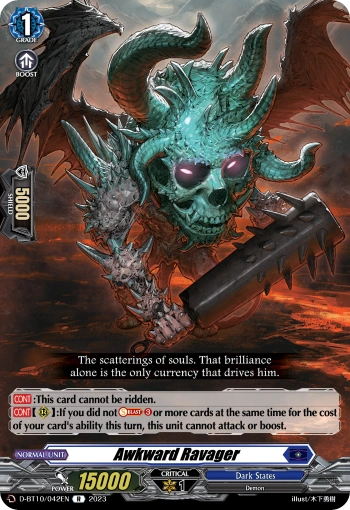 1
GRADE
BOOST
5000
SHIELD
The scatterings of souls. That brilliance
alone is the only currency that drives him.
CONT:This card cannot be ridden.
CONT【 】:If you did not SOUL BLAST 3 or more cards at the same time for the cost
of your card's ability this turn, this unit cannot attack or boost.
NORMAL UNIT
Awkward Ravager
POWER 15000
CRITICAL
1
Dark States
Demon
D-BT10/042EN R 2023
illust/木下勇樹